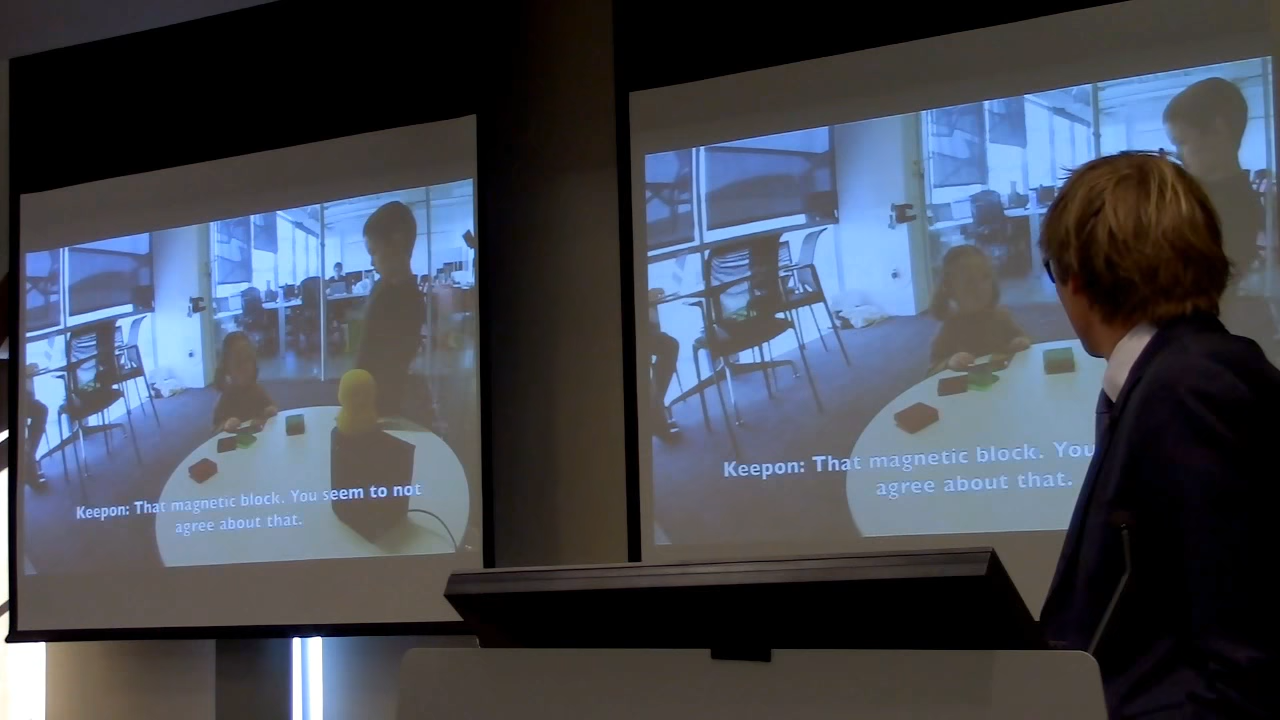 Keepon: That magnetic block. You seem to not
agree about that.
Keepon: That magnetic block. You
agree about that.